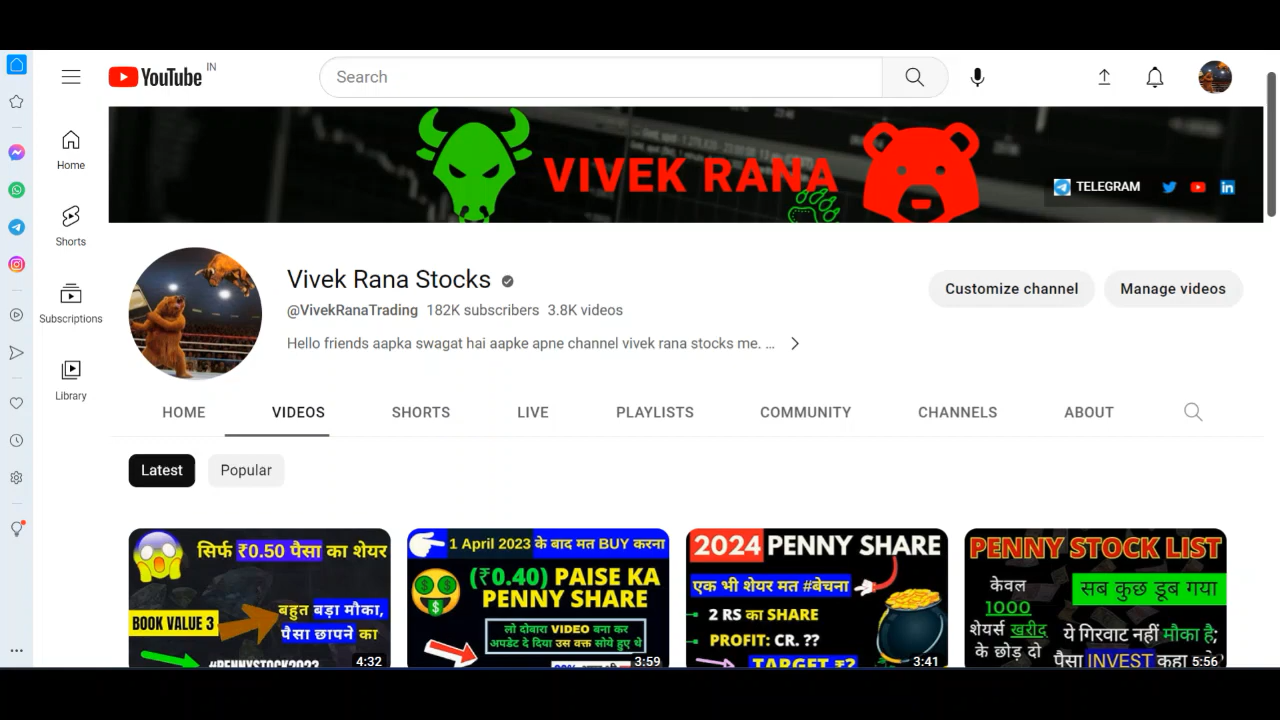 YouTube IN
Search
VIVEK RANA
TELEGRAM
Home
Shorts
Subscriptions
Library
Vivek Rana Stocks
@VivekRanaTrading 182K subscribers 3.8K videos
Hello friends aapka swagat hai aapke apne channel vivek rana stocks me. ...
Customize channel
Manage videos
HOME VIDEOS SHORTS LIVE PLAYLISTS COMMUNITY CHANNELS ABOUT
Latest Popular
सिर्फ ₹0.50 पैसा का शेयर
BOOK VALUE 3
बहुत बड़ा मौका,
पैसा छापने का
#PENNYSTOCK2023
4:32
1 April 2023 के बाद मत BUY करना
(₹0.40) PAISE KA
PENNY SHARE
लो दोबारा VIDEO बना कर
अपडेट दे दिया उस वक्त सोये हुए थे
3:59
2024 PENNY SHARE
एक भी शेयर मत #बेचना
2 RS का SHARE
PROFIT: CR. ??
TARGET ₹?
3:41
PENNY STOCK LIST
केवल
1000
शेयर्स खरीद
के छोड़ दो
सब कुछ डूब गया
ये गिरवाट नहीं मौका है;
पैसा INVEST कहा
5:56